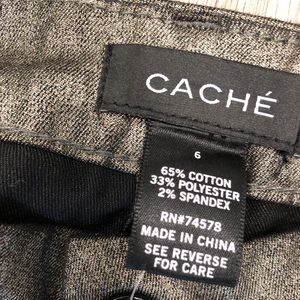 CACHÉ
6
65% COTTON
33% POLYESTER
2% SPANDEX
RN#74578
MADE IN CHINA
SEE REVERSE
FOR CARE